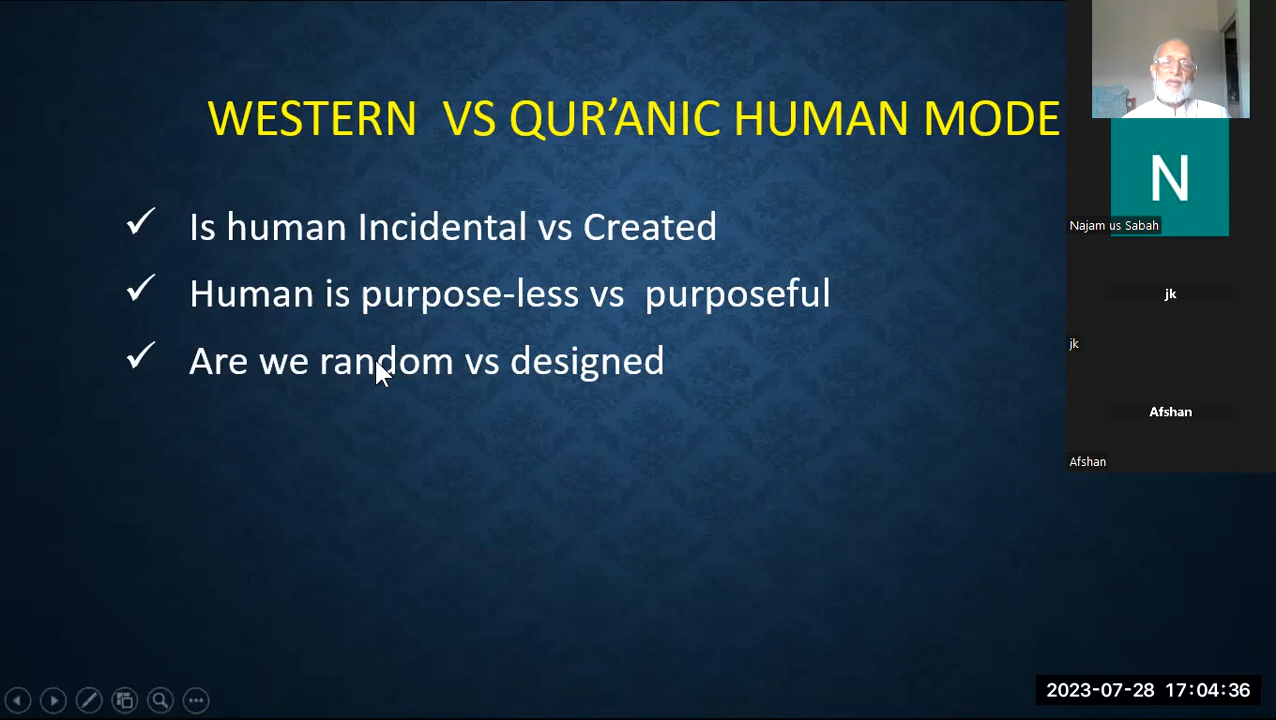 WESTERN VS QUR’ANIC HUMAN MODE
Is human Incidental vs Created
Human is purpose-less vs purposeful
Are we random vs designed
N
Najam us Sabah
jk
jk
Afshan
Afshan
2023-07-28 17:04:36